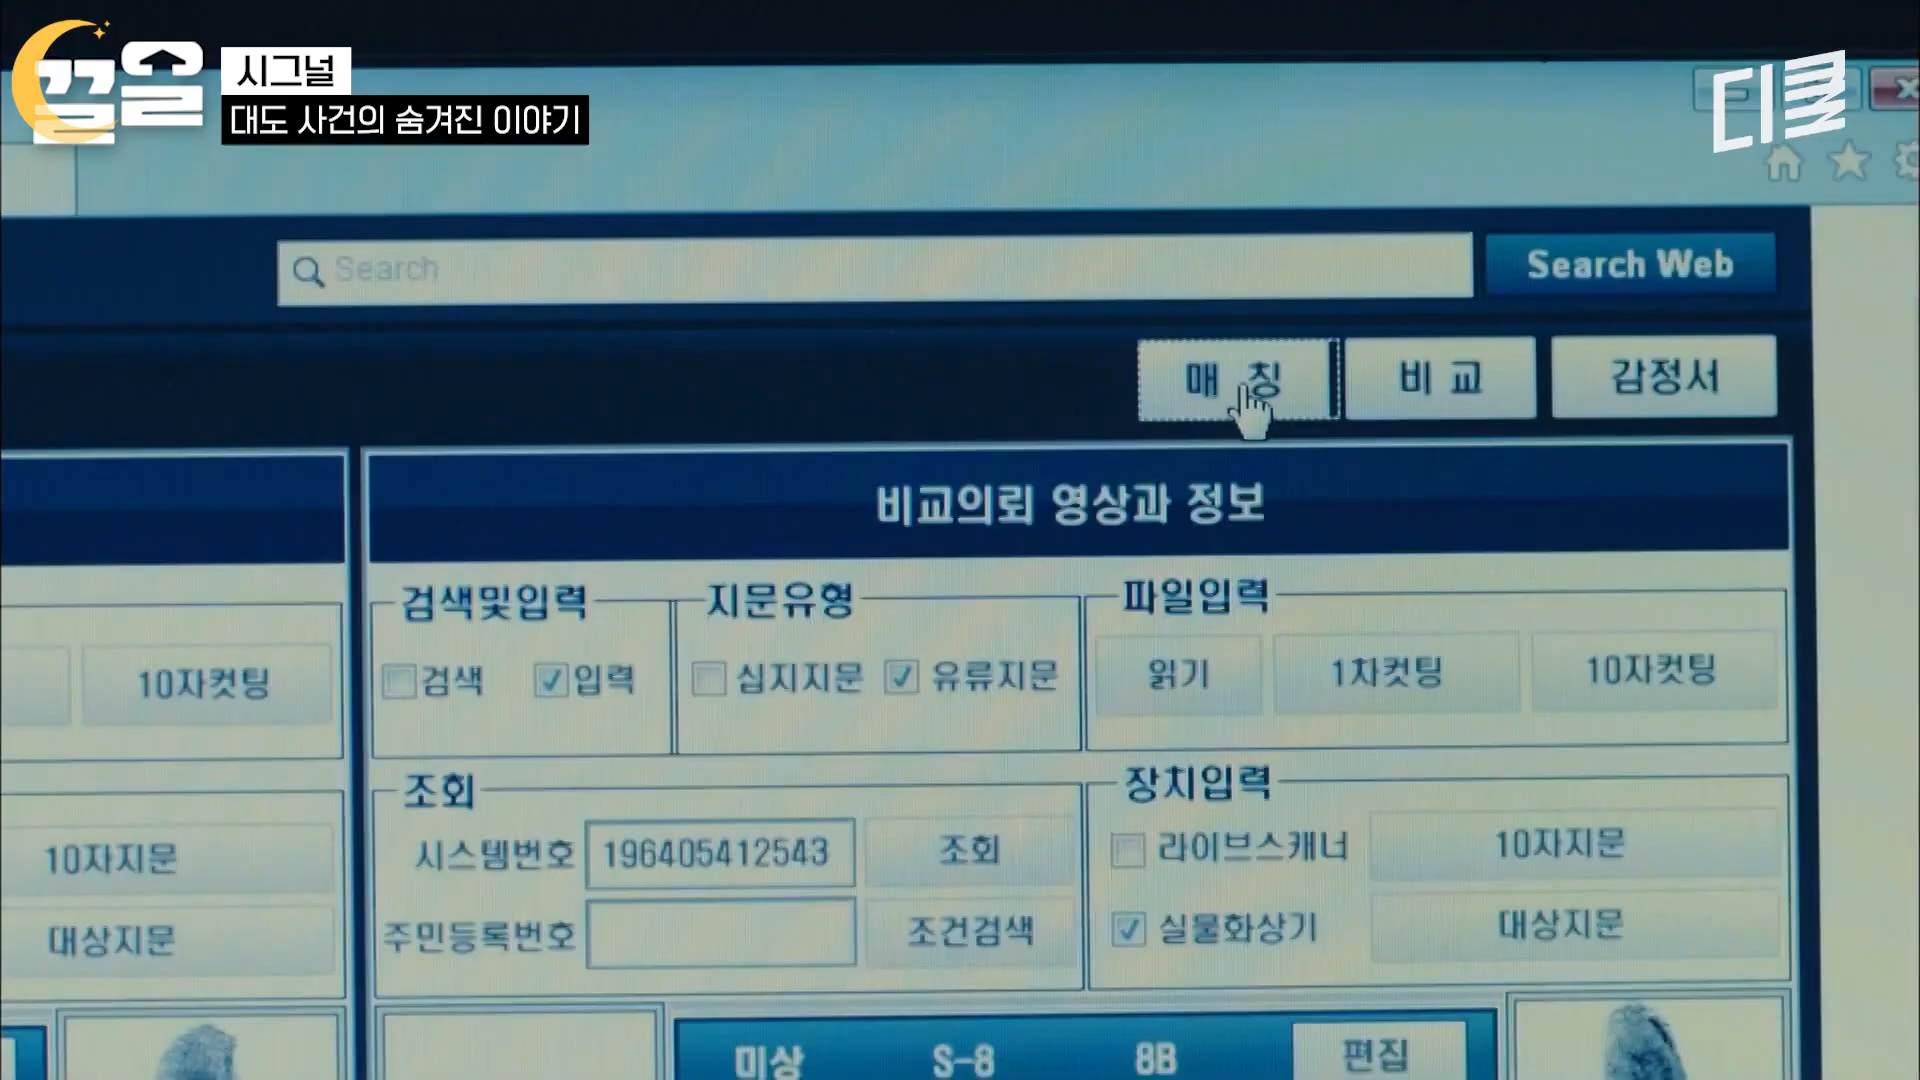 끌올
시그널
대도 사건의 숨겨진 이야기
디글
Search
Search Web
매 칭
비 교
감정서
비교의뢰 영상과 정보
검색및입력
지문유형
파일입력
10자컷팅
검색
입력
십지지문
유류지문
읽기
1차컷팅
10자컷팅
조회
장치입력
10자지문
시스템번호
196405412543
조회
라이브스캐너
10자지문
대상지문
주민등록번호
조건검색
실물화상기
대상지문
미상
S-8
8B
편집